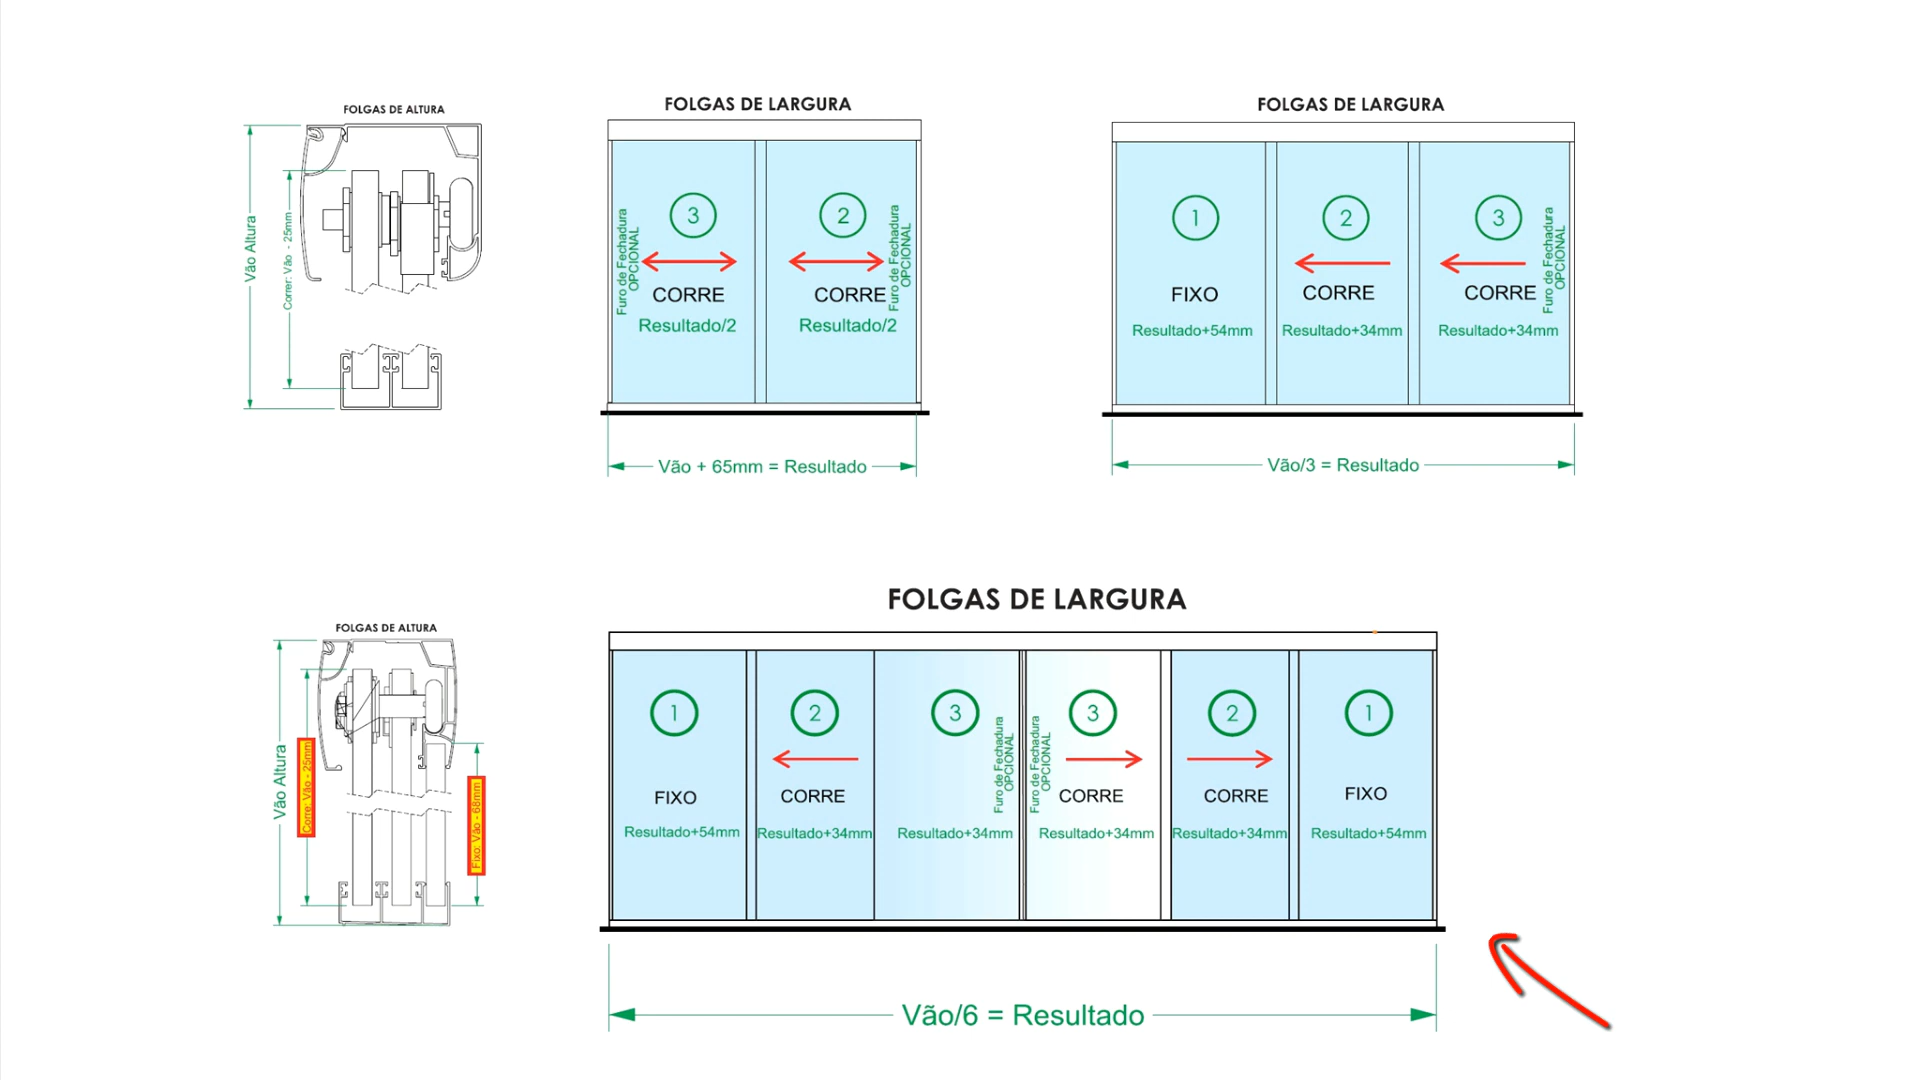 FOLGAS DE ALTURA
Vão Altura
Correr: Vão - 25mm
FOLGAS DE LARGURA
3
2
Furo de Fechadura
OPCIONAL
Furo de Fechadura
OPCIONAL
CORRE
CORRE
Resultado/2
Resultado/2
Vão + 65mm = Resultado
FOLGAS DE LARGURA
1
2
3
Furo de Fechadura
OPCIONAL
FIXO
CORRE
CORRE
Resultado+54mm
Resultado+34mm
Resultado+34mm
Vão/3 = Resultado
FOLGAS DE ALTURA
Vão Altura
Corre: Vão - 25mm
Fixo: Vão - 68mm
FOLGAS DE LARGURA
1
2
3
3
2
1
Furo de Fechadura
OPCIONAL
Furo de Fechadura
OPCIONAL
FIXO
CORRE
CORRE
CORRE
FIXO
Resultado+54mm
Resultado+34mm
Resultado+34mm
Resultado+34mm
Resultado+34mm
Resultado+54mm
Vão/6 = Resultado